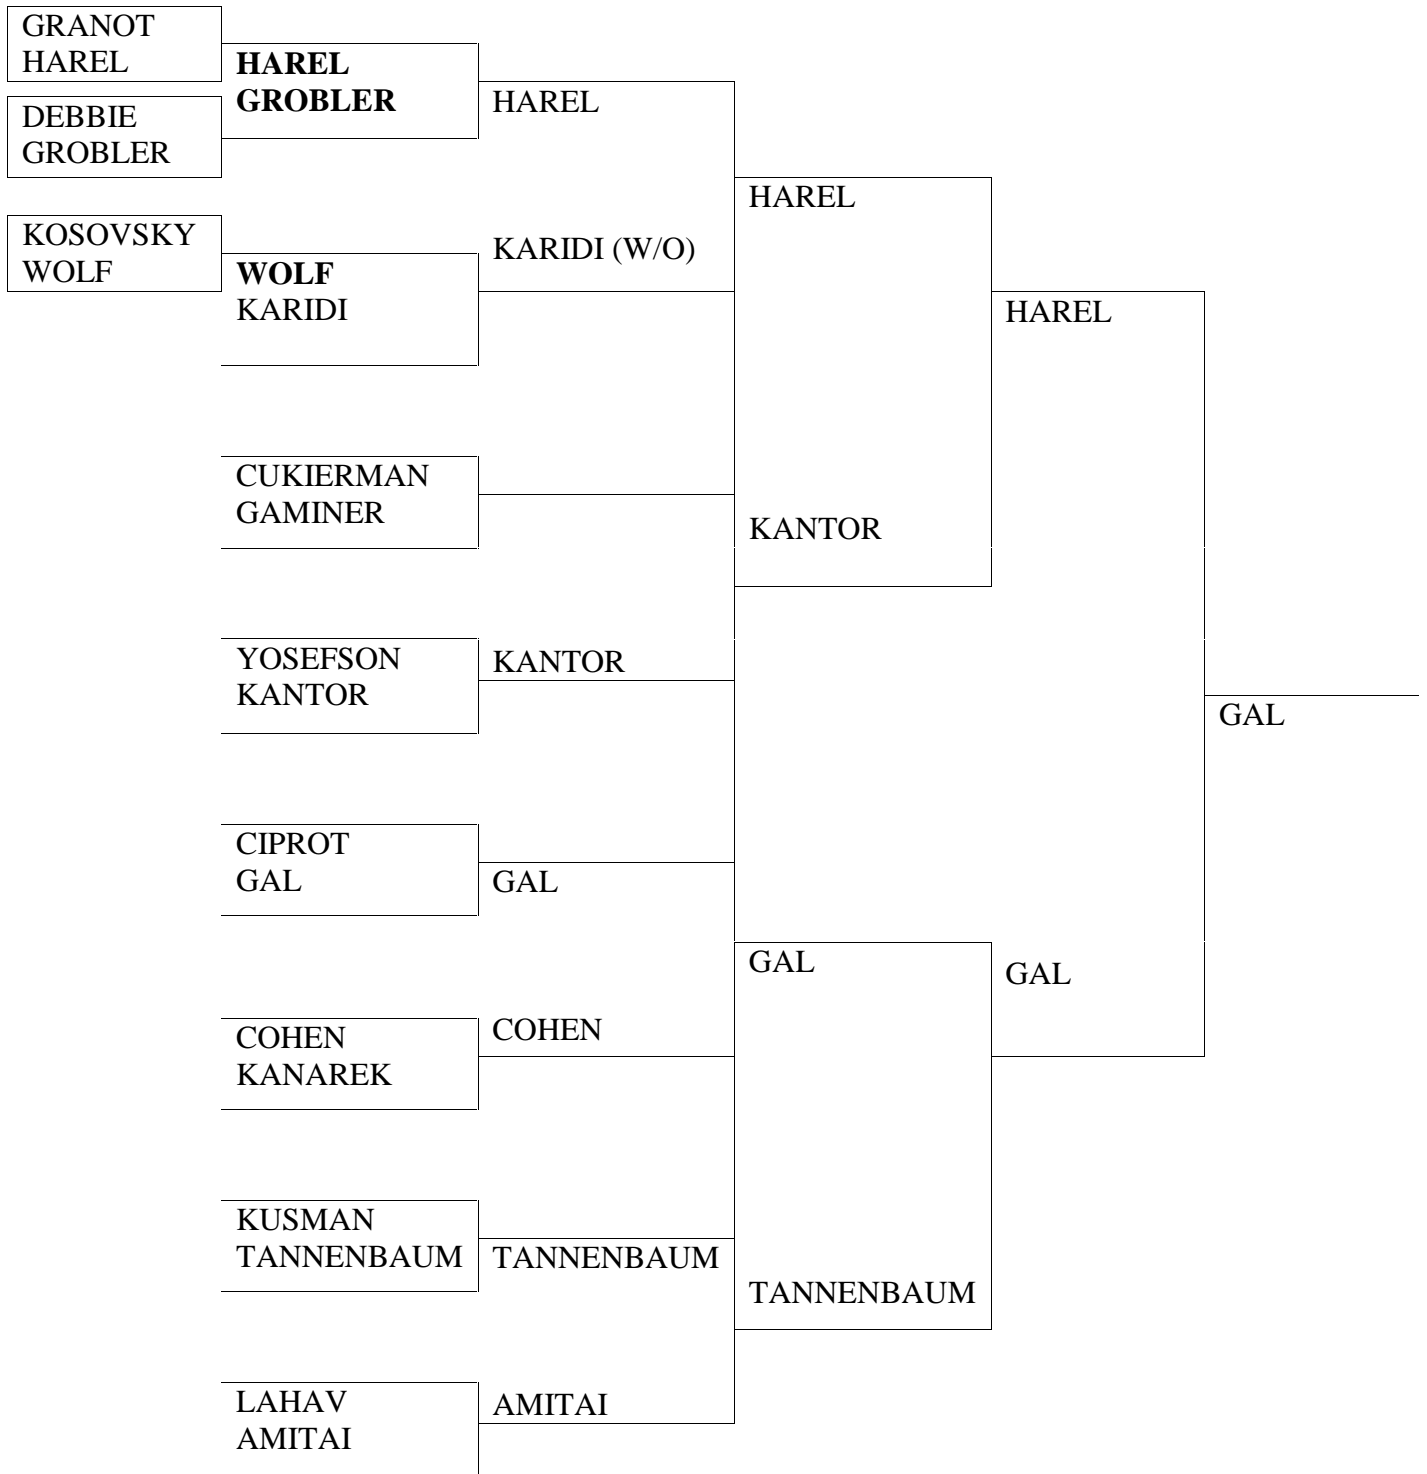 GRANOT
HAREL
DEBBIE
GROBLER
KOSOVSKY
WOLF
HAREL
GROBLER
WOLF
KARIDI
CUKIERMAN
GAMINER
YOSEFSON
KANTOR
CIPROT
GAL
COHEN
KANAREK
KUSMAN
TANNENBAUM
LAHAV
AMITAI
HAREL
KARIDI (W/O)
KANTOR
GAL
COHEN
TANNENBAUM
AMITAI
HAREL
KANTOR
GAL
TANNENBAUM
HAREL
GAL
GAL